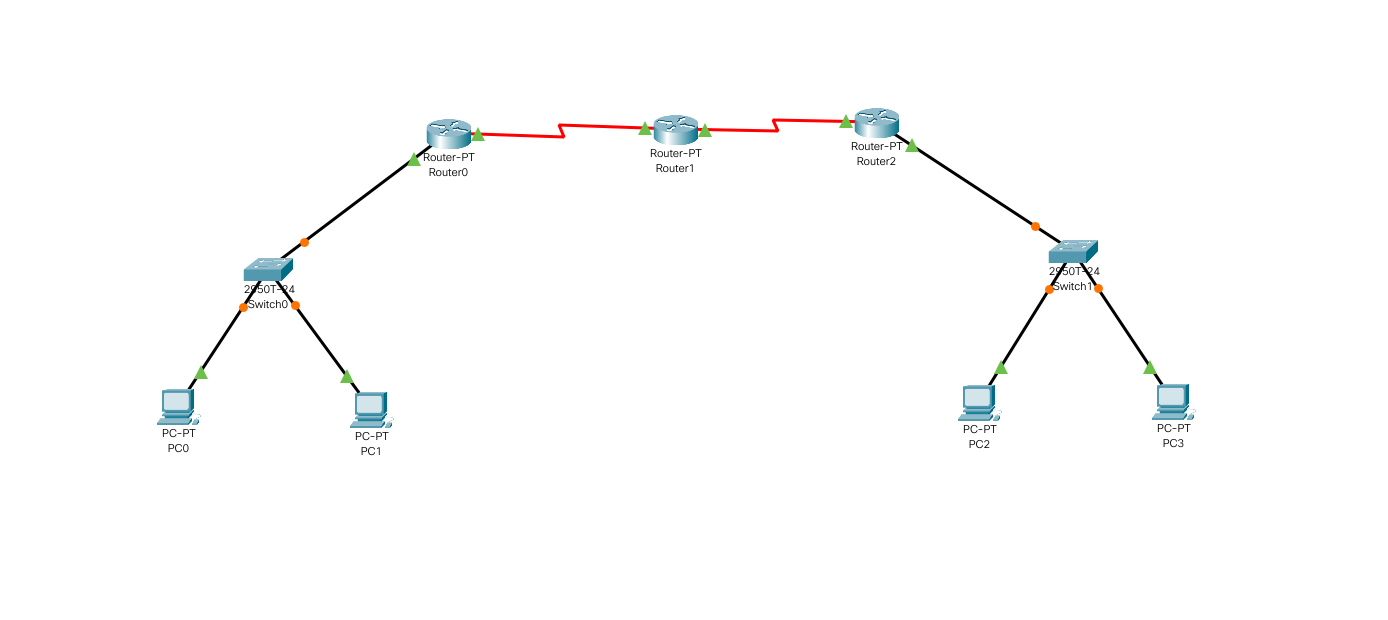 Router-PT
Router0
Router-PT
Router1
Router-PT
Router2
2950T-24
Switch0
2950T-24
Switch1
PC-PT
PC0
PC-PT
PC1
PC-PT
PC2
PC-PT
PC3